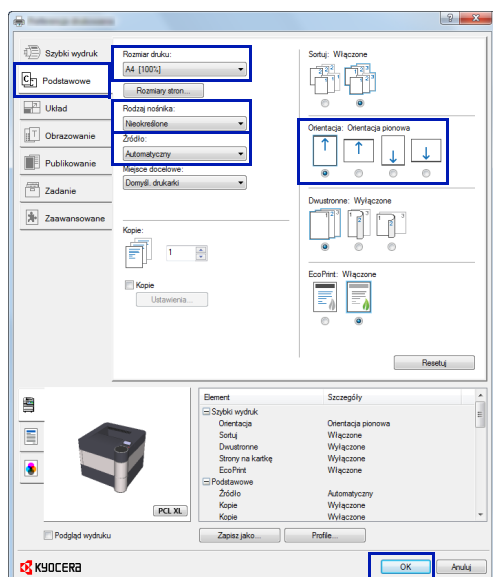 Szybki wydruk
Podstawowe
Układ
Obrazowanie
Publikowanie
Zadanie
Zaawansowane
Rozmiar druku:
A4 [100%]
Rozmiary stron...
Rodzaj nośnika:
Nieokreślone
Źródło:
Automatyczny
Miejsce docelowe:
Domyśl. drukarki
Kopie:
1
Kopie
Ustawienia...
Sortuj: Włączone
Orientacja: Orientacja pionowa
Dwustronne: Wyłączone
EcoPrint: Włączone
Resetuj
PCL XL
Podgląd wydruku
Element Szczegóły
Szybki wydruk
Orientacja Orientacja pionowa
Sortuj Włączone
Dwustronne Wyłączone
Strony na kartkę Wyłączone
EcoPrint Włączone
Podstawowe
Źródło Automatyczny
Kopie Wyłączone
Kopie Wyłączone
Zapisz jako... Profile...
KYOCERA
OK Anuluj